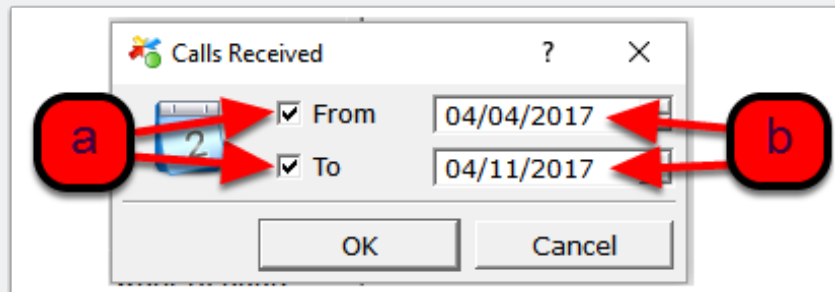 Calls Received ? ×
a From 04/04/2017 b
2 To 04/11/2017
OK Cancel